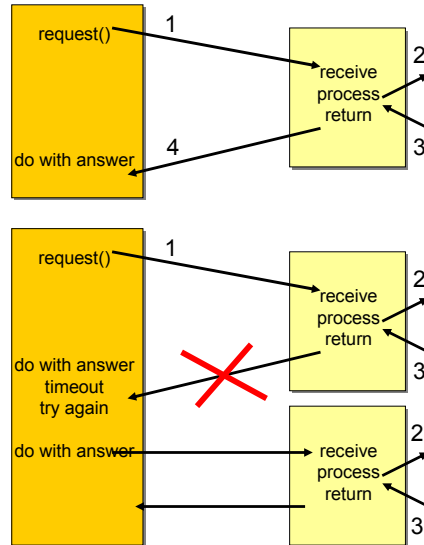 request()
1
receive
process
return
2
3
4
do with answer
request()
1
receive
process
return
2
3
do with answer
timeout
try again
do with answer
receive
process
return
2
3